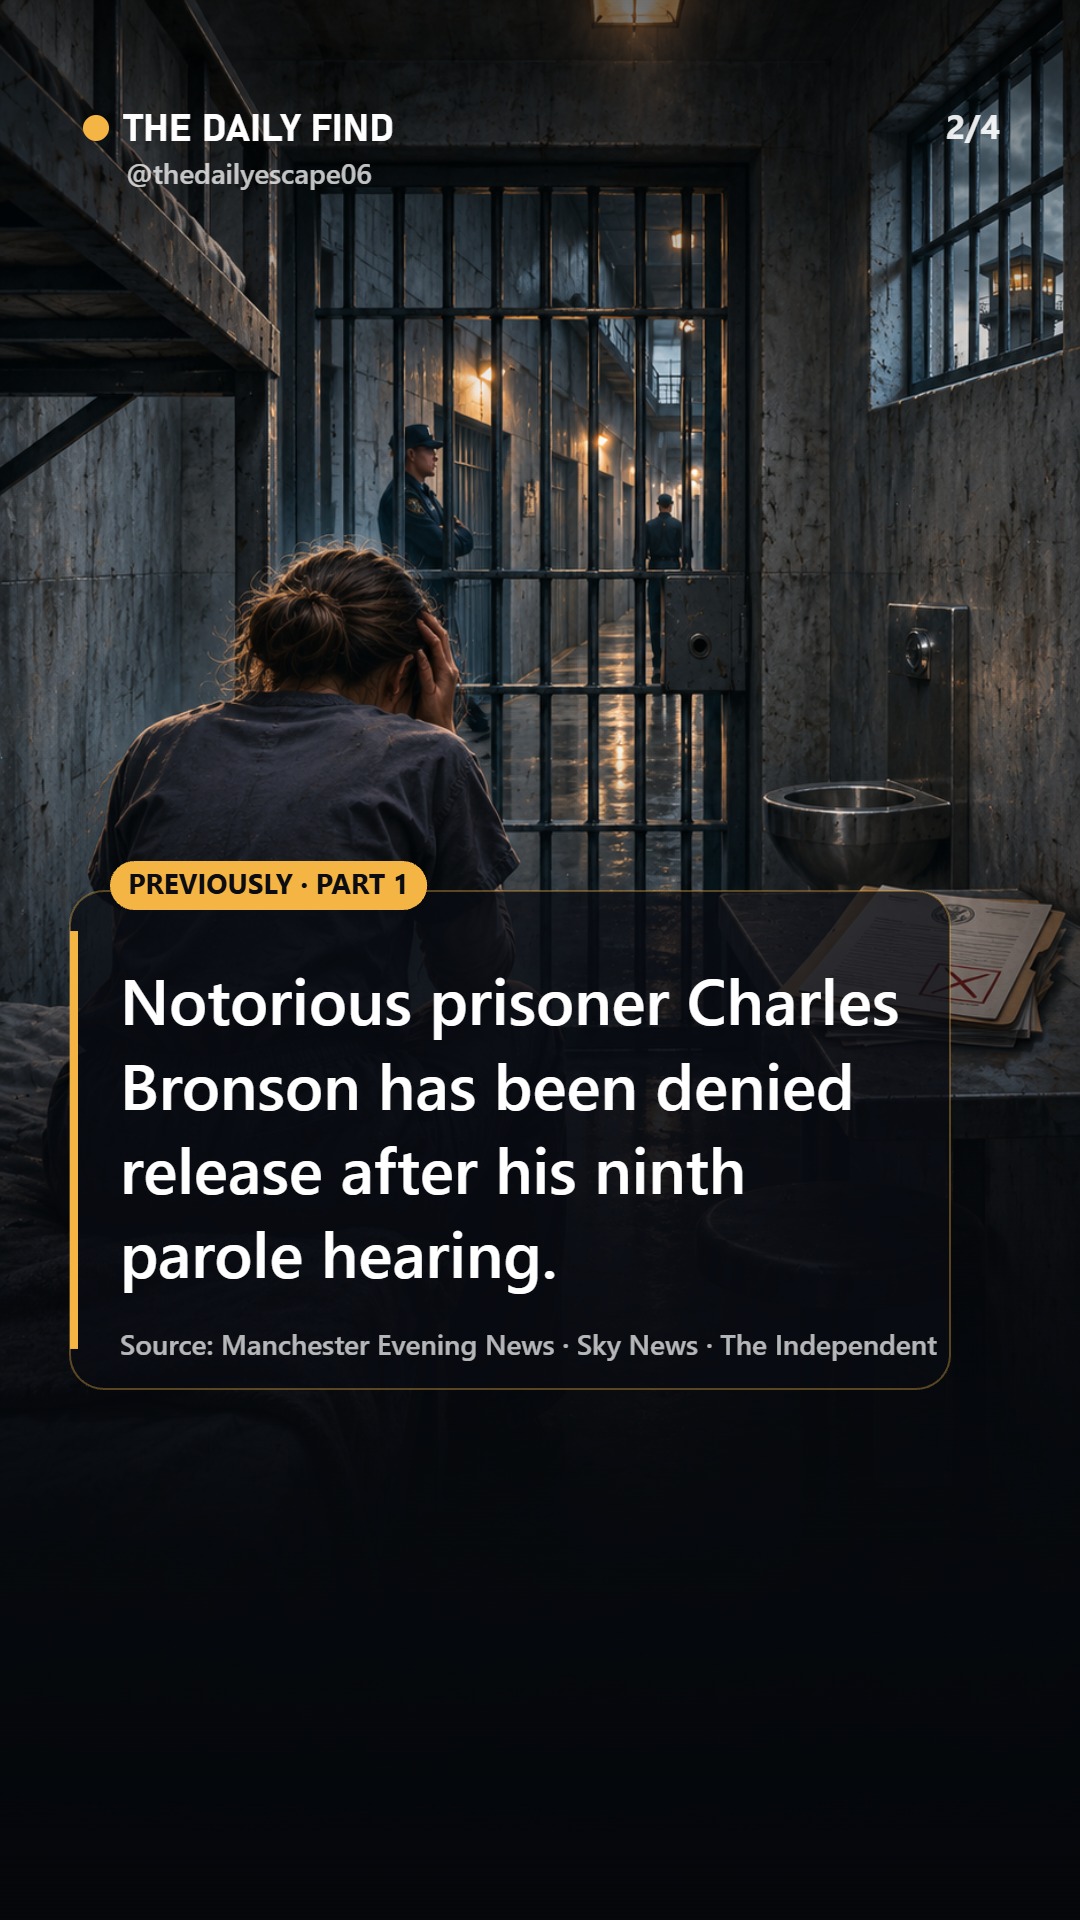 THE DAILY FIND
2/4
@thedailyescape06
PREVIOUSLY · PART 1
Notorious prisoner Charles
Bronson has been denied
release after his ninth
parole hearing.
Source: Manchester Evening News · Sky News · The Independent